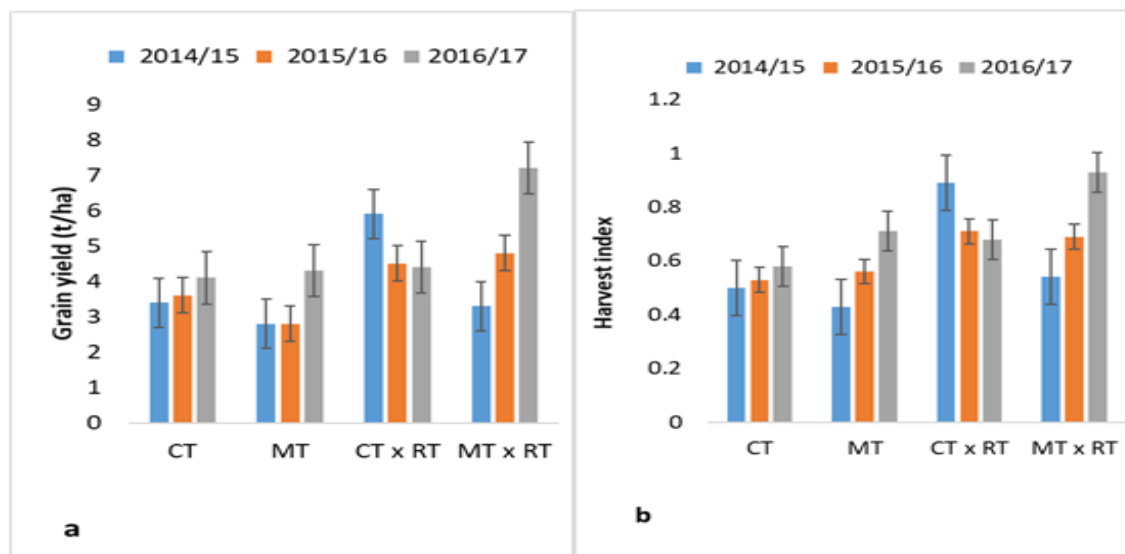 2014/15 2015/16 2016/17
Grain yield (t/ha)
9
8
7
6
5
4
3
2
1
0
CT MT CT x RT MT x RT
a
2014/15 2015/16 2016/17
Harvest index
1.2
1
0.8
0.6
0.4
0.2
0
CT MT CT x RT MT x RT
b